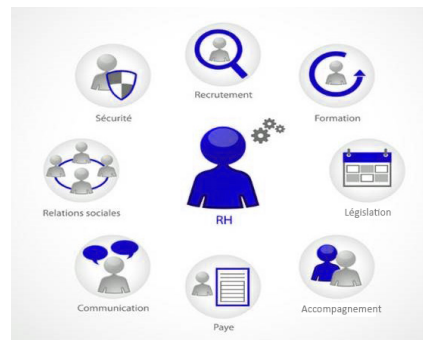 Recrutement
Sécurité
Formation
Relations sociales
RH
Législation
Communication
Paye
Accompagnement